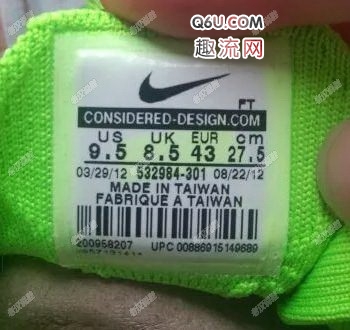 Q6U.COM
趣流网
FT
CONSIDERED-DESIGN.COM
US UK EUR cm
9.5 8.5 43 27.5
03/29/12 532984-301 08/22/12
MADE IN TAIWAN
FABRIQUE A TAIWAN
200958207 UPC 00886915149689